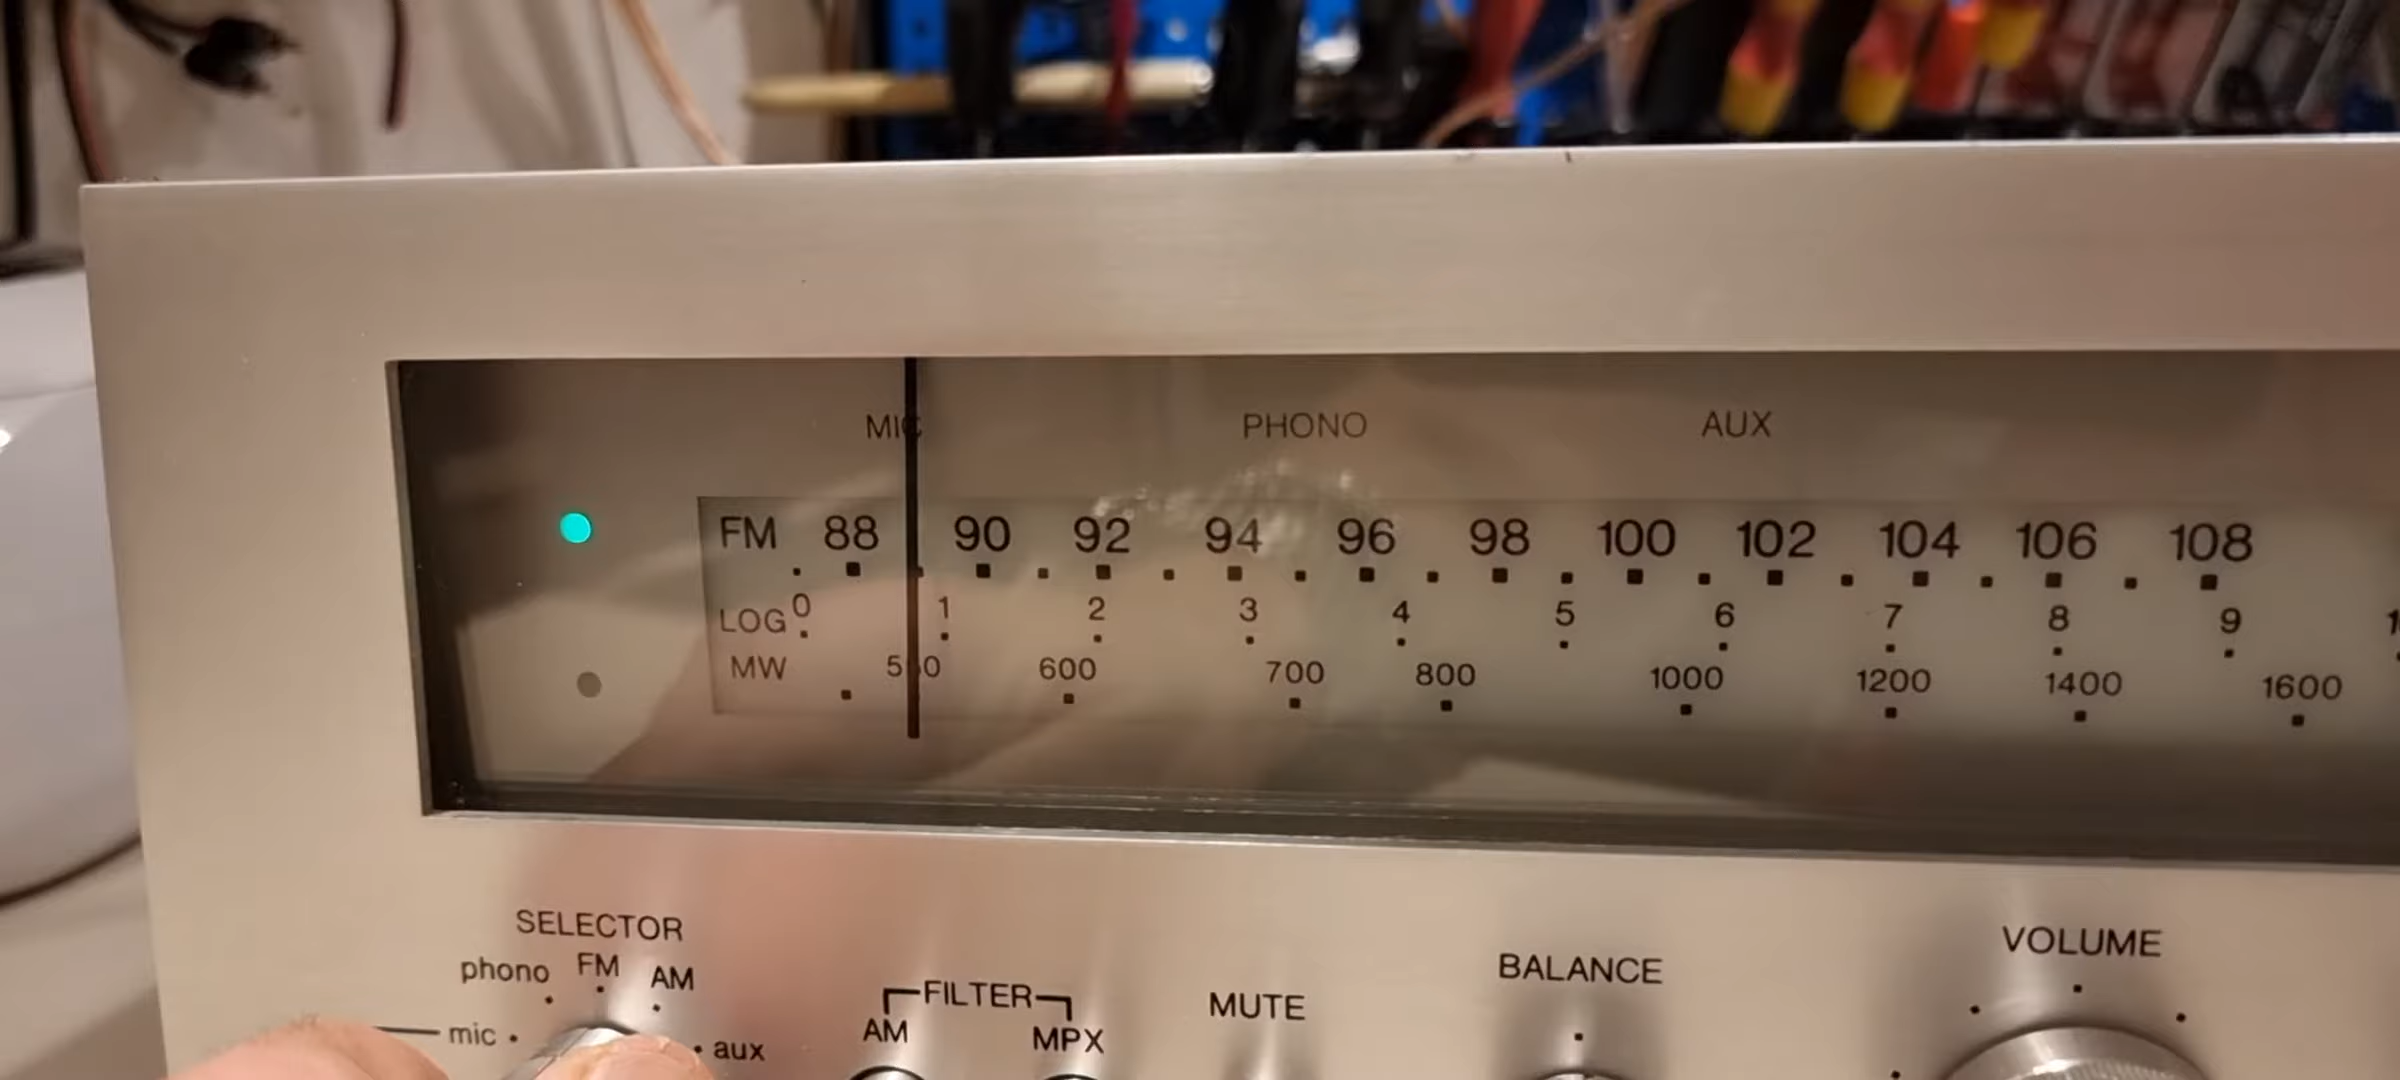 MIC PHONO AUX
FM 88 90 92 94 96 98 100 102 104 106 108
LOG 0 1 2 3 4 5 6 7 8 9
MW 600 700 800 1000 1200 1400 1600
SELECTOR
phono FM AM
mic aux
FILTER
AM MPX
MUTE
BALANCE
VOLUME